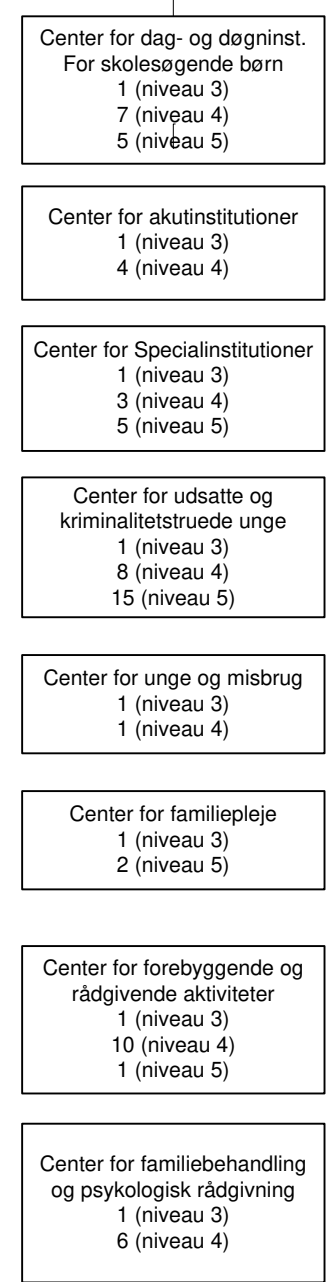 Center for dag- og døgninst.
For skolesøgende børn
1 (niveau 3)
7 (niveau 4)
5 (niveau 5)
Center for akutinstitutioner
1 (niveau 3)
4 (niveau 4)
Center for Specialinstitutioner
1 (niveau 3)
3 (niveau 4)
5 (niveau 5)
Center for udsatte og
kriminalitetstruede unge
1 (niveau 3)
8 (niveau 4)
15 (niveau 5)
Center for unge og misbrug
1 (niveau 3)
1 (niveau 4)
Center for familiepleje
1 (niveau 3)
2 (niveau 5)
Center for forebyggende og
rådgivende aktiviteter
1 (niveau 3)
10 (niveau 4)
1 (niveau 5)
Center for familiebehandling
og psykologisk rådgivning
1 (niveau 3)
6 (niveau 4)